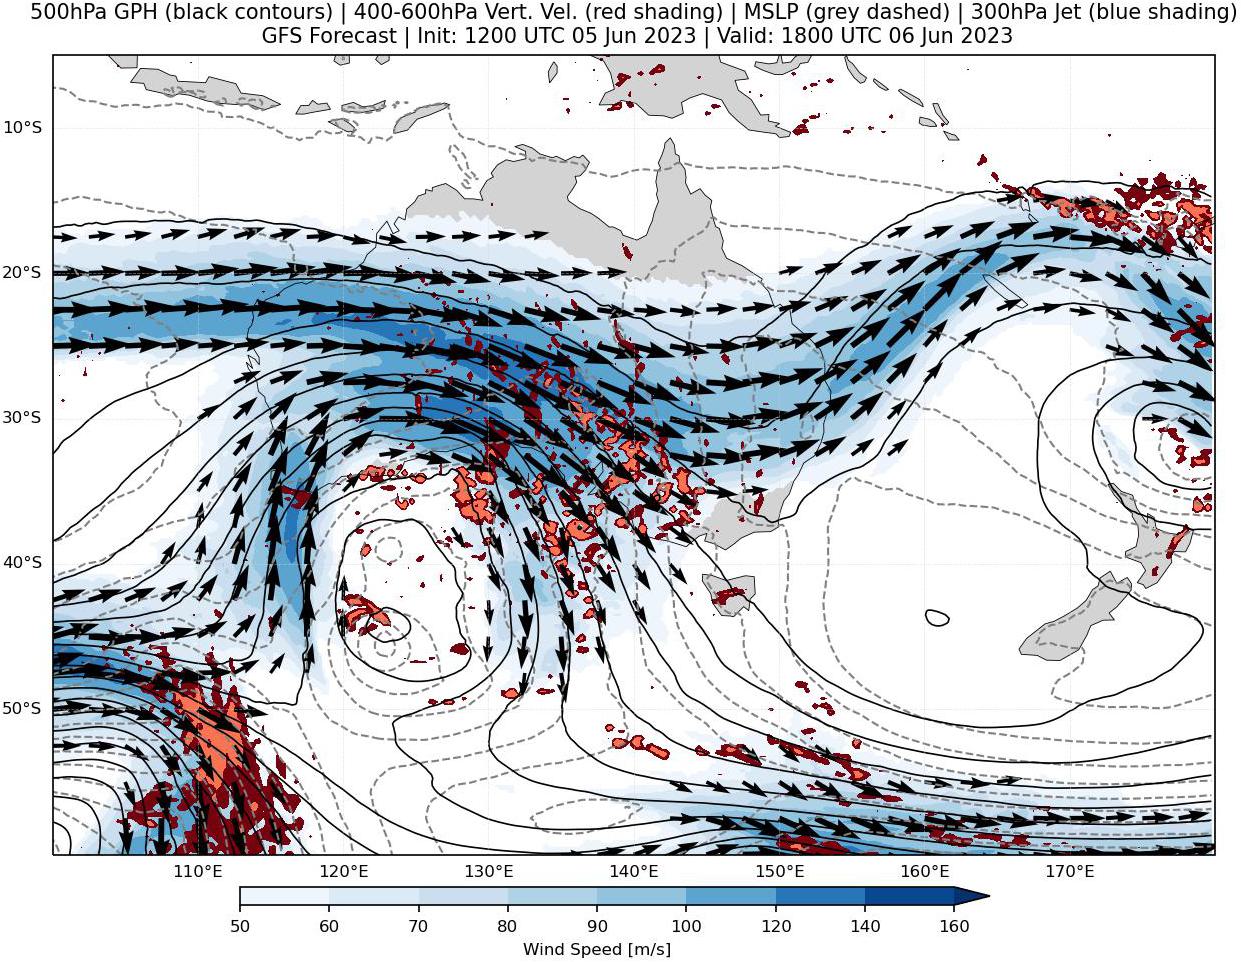 500hPa GPH (black contours) | 400-600hPa Vert. Vel. (red shading) | MSLP (grey dashed) | 300hPa Jet (blue shading)
GFS Forecast | Init: 1200 UTC 05 Jun 2023 | Valid: 1800 UTC 06 Jun 2023
10°S
20°S
30°S
40°S
50°S
110°E 120°E 130°E 140°E 150°E 160°E 170°E
50 60 70 80 90 100 120 140 160
Wind Speed [m/s]